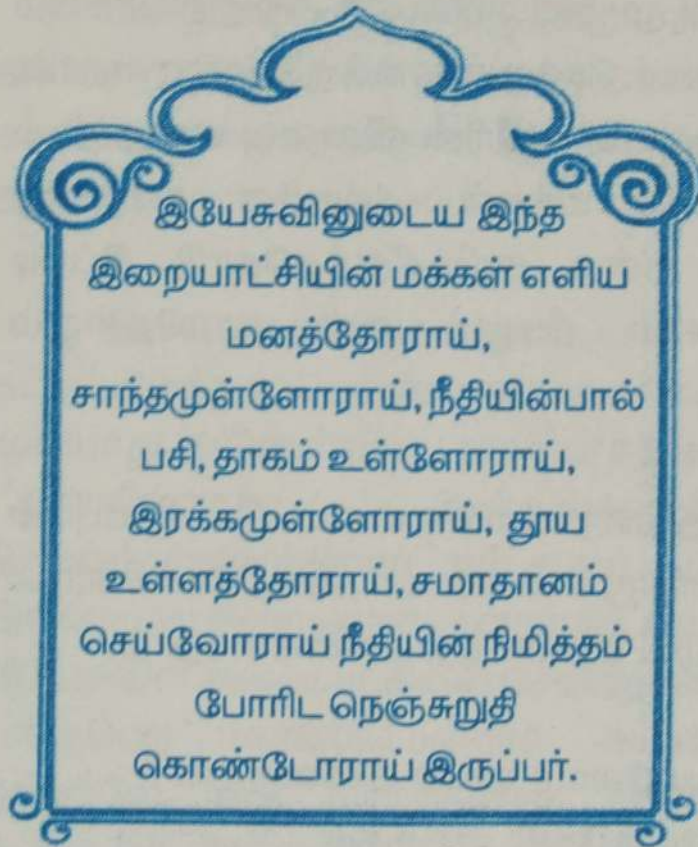 இயேசுவினுடைய இந்த
இறையாட்சியின் மக்கள் எளிய
மனத்தோராய்,
சாந்தமுள்ளோராய், நீதியின்பால்
பசி, தாகம் உள்ளோராய்,
இரக்கமுள்ளோராய், தூய
உள்ளத்தோராய், சமாதானம்
செய்வோராய் நீதியின் நிமித்தம்
போரிட நெஞ்சுறுதி
கொண்டோராய் இருப்பர்.